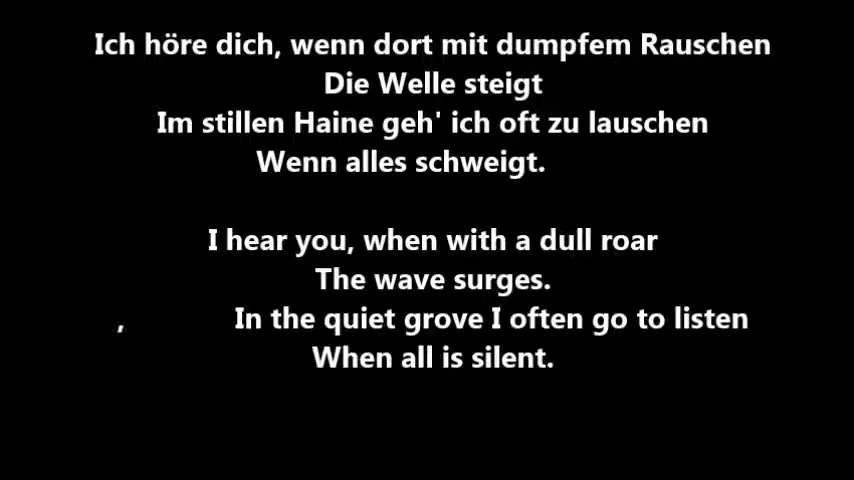 Ich höre dich, wenn dort mit dumpfem Rauschen
Die Welle steigt
Im stillen Haine geh' ich oft zu lauschen
Wenn alles schweigt.
I hear you, when with a dull roar
The wave surges.
, In the quiet grove I often go to listen
When all is silent.